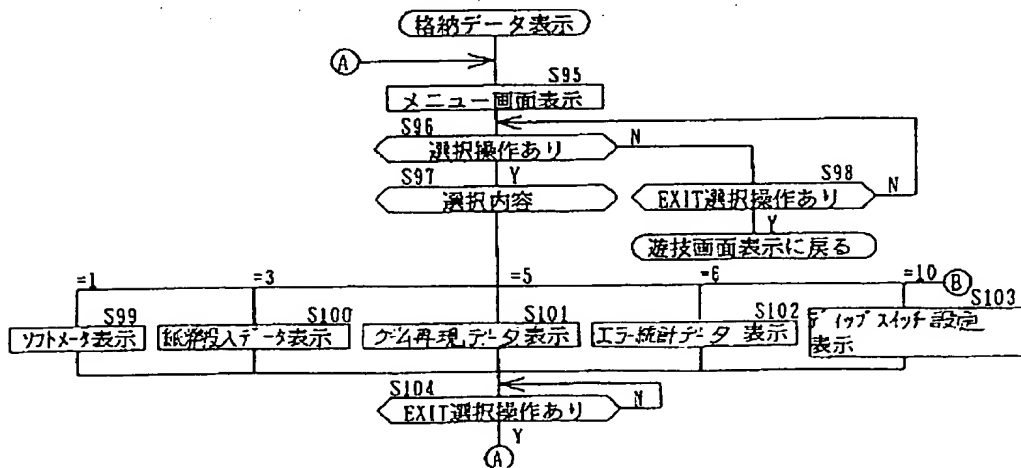 格納データ表示
A
S95
メニュー画面表示
S96
選択操作あり
N
Y
S97
選択内容
S98
EXIT選択操作あり
N
Y
遊技画面表示に戻る
=1
=3
=5
=6
=10
B
S99
ソフトメータ表示
S100
紙幣投入データ表示
S101
ゲーム再現データ表示
S102
エラー統計データ表示
S103
ディップスイッチ設定
表示
S104
EXIT選択操作あり
N
Y
A